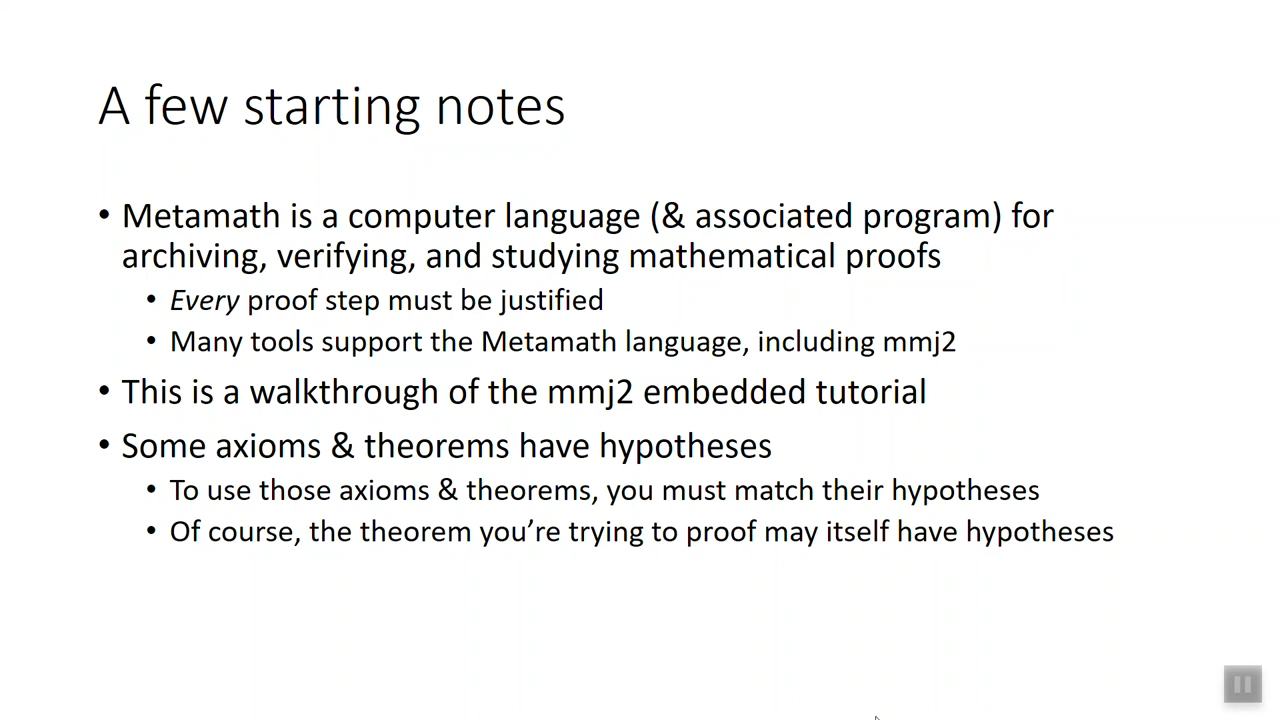 A few starting notes
• Metamath is a computer language (& associated program) for
archiving, verifying, and studying mathematical proofs
• Every proof step must be justified
• Many tools support the Metamath language, including mmj2
• This is a walkthrough of the mmj2 embedded tutorial
• Some axioms & theorems have hypotheses
• To use those axioms & theorems, you must match their hypotheses
• Of course, the theorem you’re trying to proof may itself have hypotheses